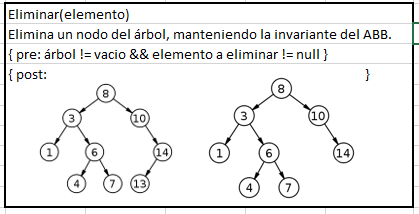 Eliminar(elemento)
Elimina un nodo del árbol, manteniendo la invariante del ABB.
{ pre: árbol != vacio && elemento a eliminar != null }
{ post: }
8 8
3 10 3 10
1 6 14 1 6 14
4 7 13 4 7